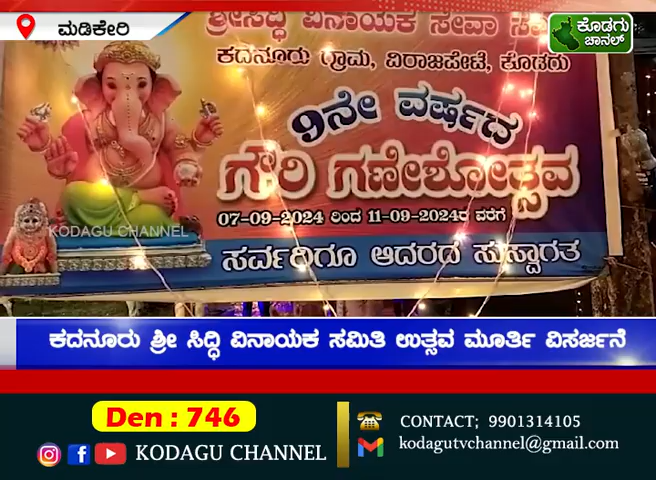 ಮಡಿಕೇರಿ
ಕೊಡಗು
ಚಾನಲ್
ಶ್ರೀಸಿದ್ಧಿ ವಿನಾಯಕ ಸೇವಾ
ಕದನೂರು ಗ್ರಾಮ, ವಿರಾಜಪೇಟೆ, ಕೊಡಗು
9ನೇ ವರ್ಷದ
ಗೌರಿ ಗಣೇಶೋತ್ಸವ
07-09-2024 ರಿಂದ 11-09-2024ರ ವರೆಗೆ
ಸರ್ವರಿಗೂ ಆದರದ ಸುಸ್ವಾಗತ
KODAGU CHANNEL
ಕದನೂರು ಶ್ರೀ ಸಿದ್ಧಿ ವಿನಾಯಕ ಸಮಿತಿ ಉತ್ಸವ ಮೂರ್ತಿ ವಿಸರ್ಜನೆ
Den : 746
KODAGU CHANNEL
CONTACT; 9901314105
kodagutvchannel@gmail.com